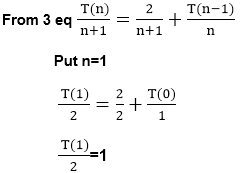 From 3 eq T(n)/n+1 = 2/n+1 + T(n−1)/n
Put n=1
T(1)/2 = 2/2 + T(0)/1
T(1)/2 =1